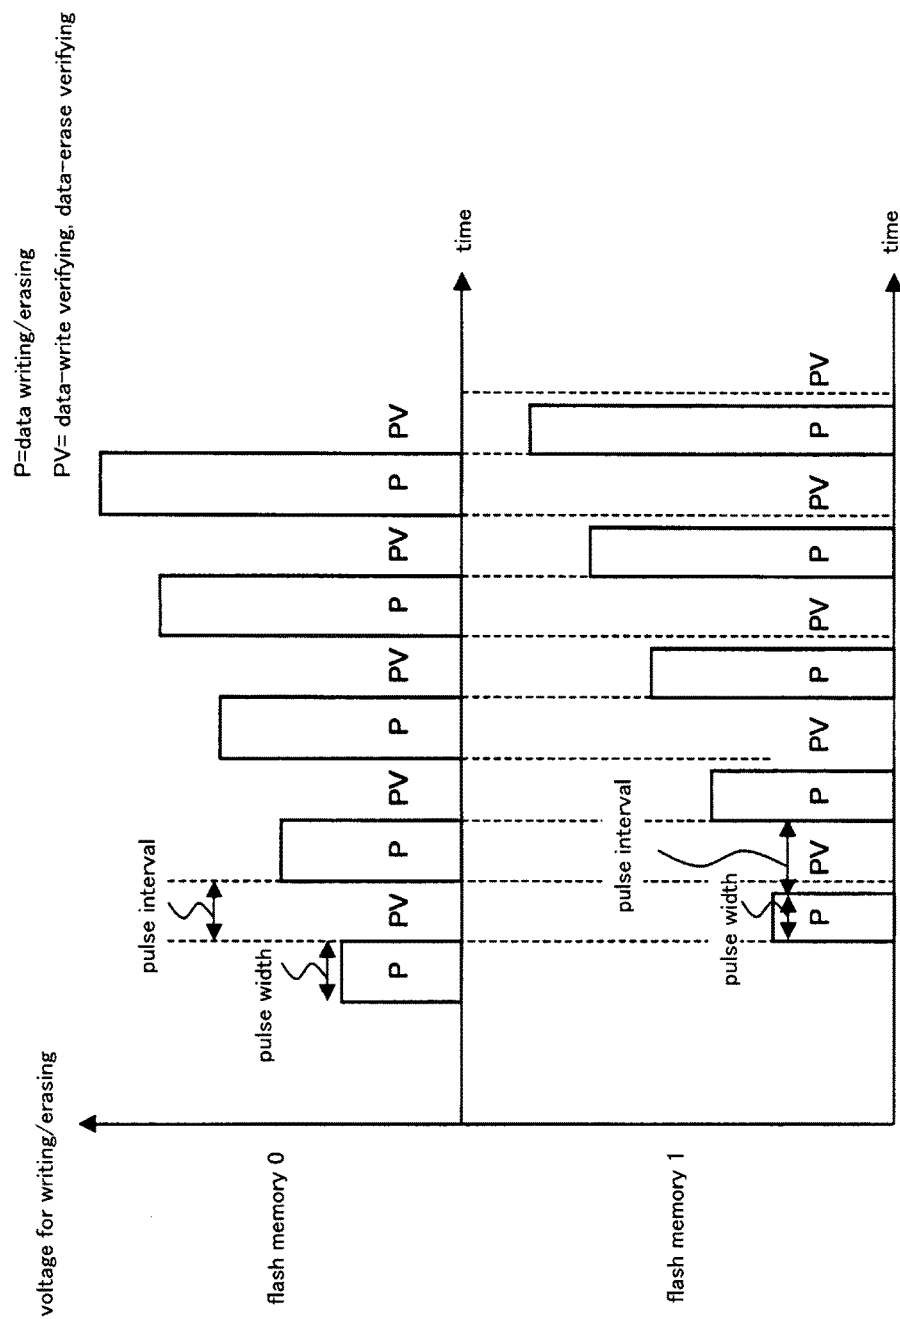 P=data writing/erasing
PV= data-write verifying, data-erase verifying
voltage for writing/erasing
flash memory 0
pulse width
pulse interval
P
PV
P
PV
P
PV
P
PV
P
PV
time
flash memory 1
pulse width
pulse interval
P
PV
P
PV
P
PV
P
PV
P
PV
time